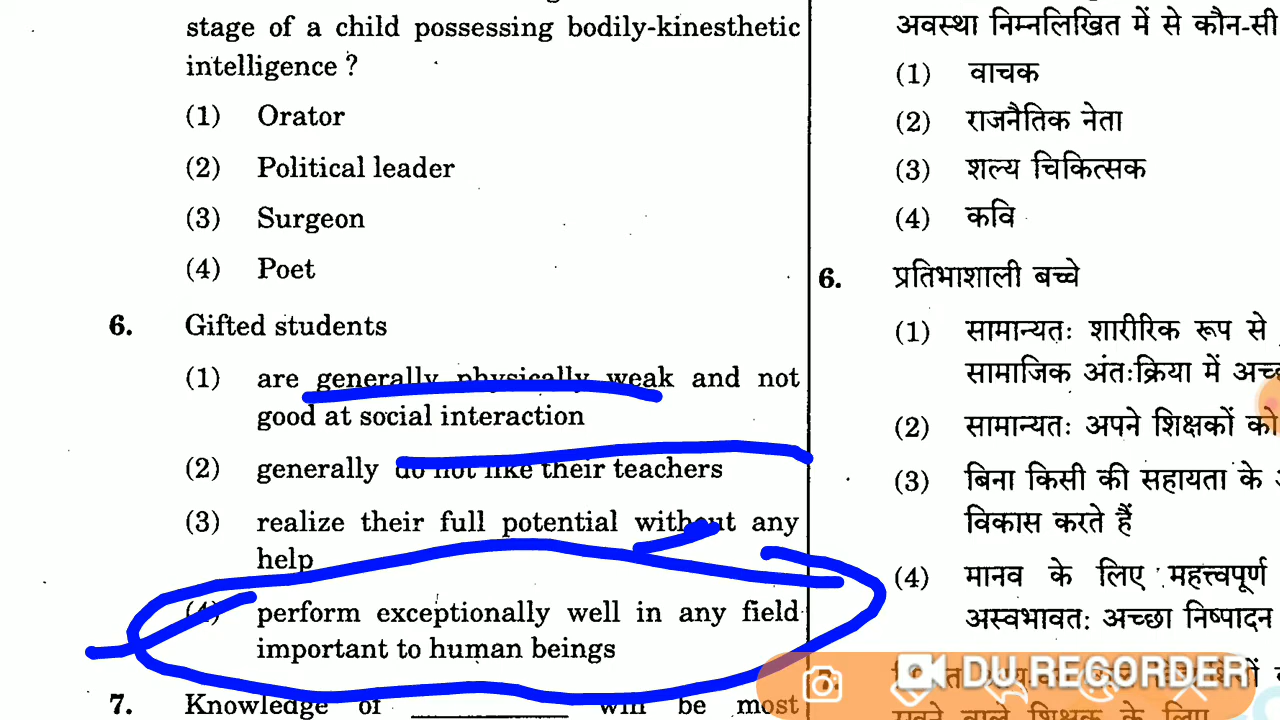 stage of a child possessing bodily-kinesthetic
intelligence ?
(1) Orator
(2) Political leader
(3) Surgeon
(4) Poet
6. Gifted students
(1) are generally physically weak and not
good at social interaction
(2) generally do not like their teachers
(3) realize their full potential without any
help
(4) perform exceptionally well in any field
important to human beings
7. Knowledge of ________ will be most
अवस्था निम्नलिखित में से कौन-सी
(1) वाचक
(2) राजनैतिक नेता
(3) शल्य चिकित्सक
(4) कवि
6. प्रतिभाशाली बच्चे
(1) सामान्यतः शारीरिक रूप से
सामाजिक अंतःक्रिया में
(2) सामान्यतः अपने शिक्षकों को
(3) बिना किसी की सहायता के
विकास करते हैं
(4) मानव के लिए महत्त्वपूर्ण
अस्वभावतः अच्छा निष्पादन
वाले शिक्षक के लिए
DU RECORDER